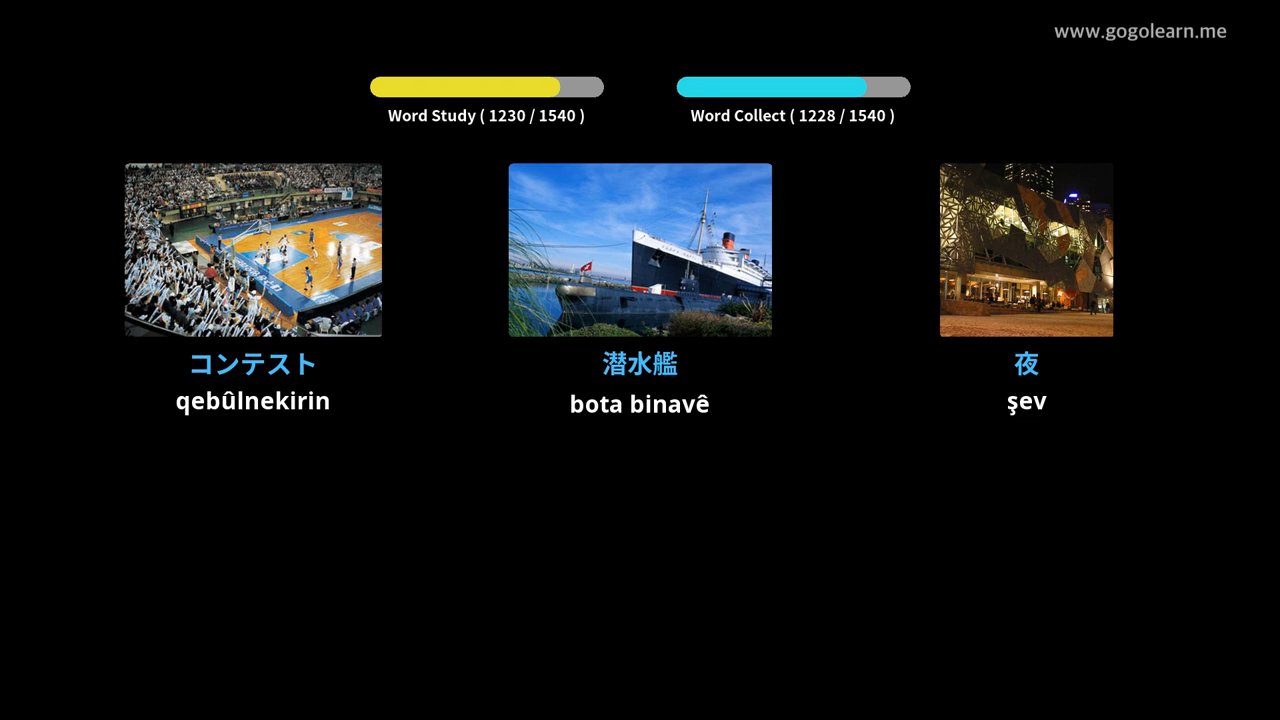 www.gogolearn.me
Word Study ( 1230 / 1540 )
Word Collect ( 1228 / 1540 )
コンテスト
qebûlnekirin
潜水艦
bota binavê
夜
şev